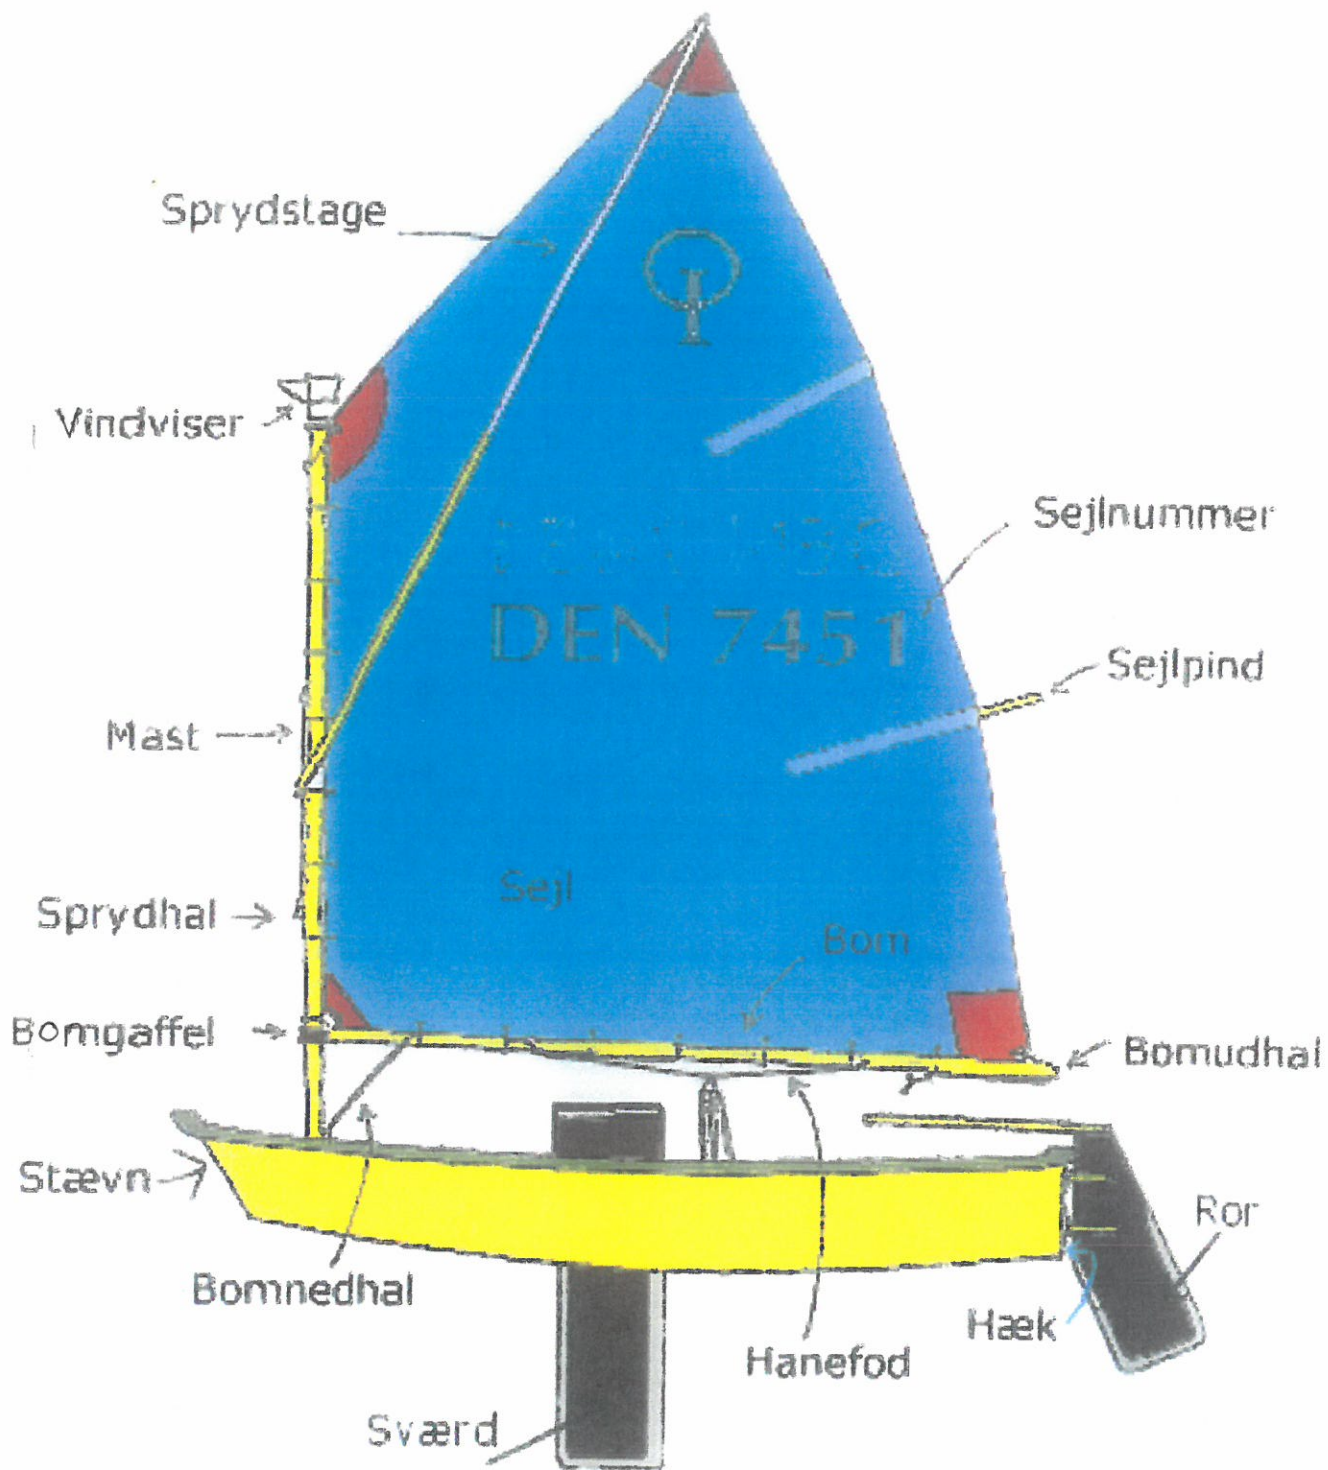 Sprydstage
Vindviser
Sejlnummer
DEN 7451
Sejlpind
Mast
Sejl
Sprydhal
Bom
Bomgaffel
Bomudhal
Stævn
Ror
Bomnedhal
Hæk
Hanefod
Sværd